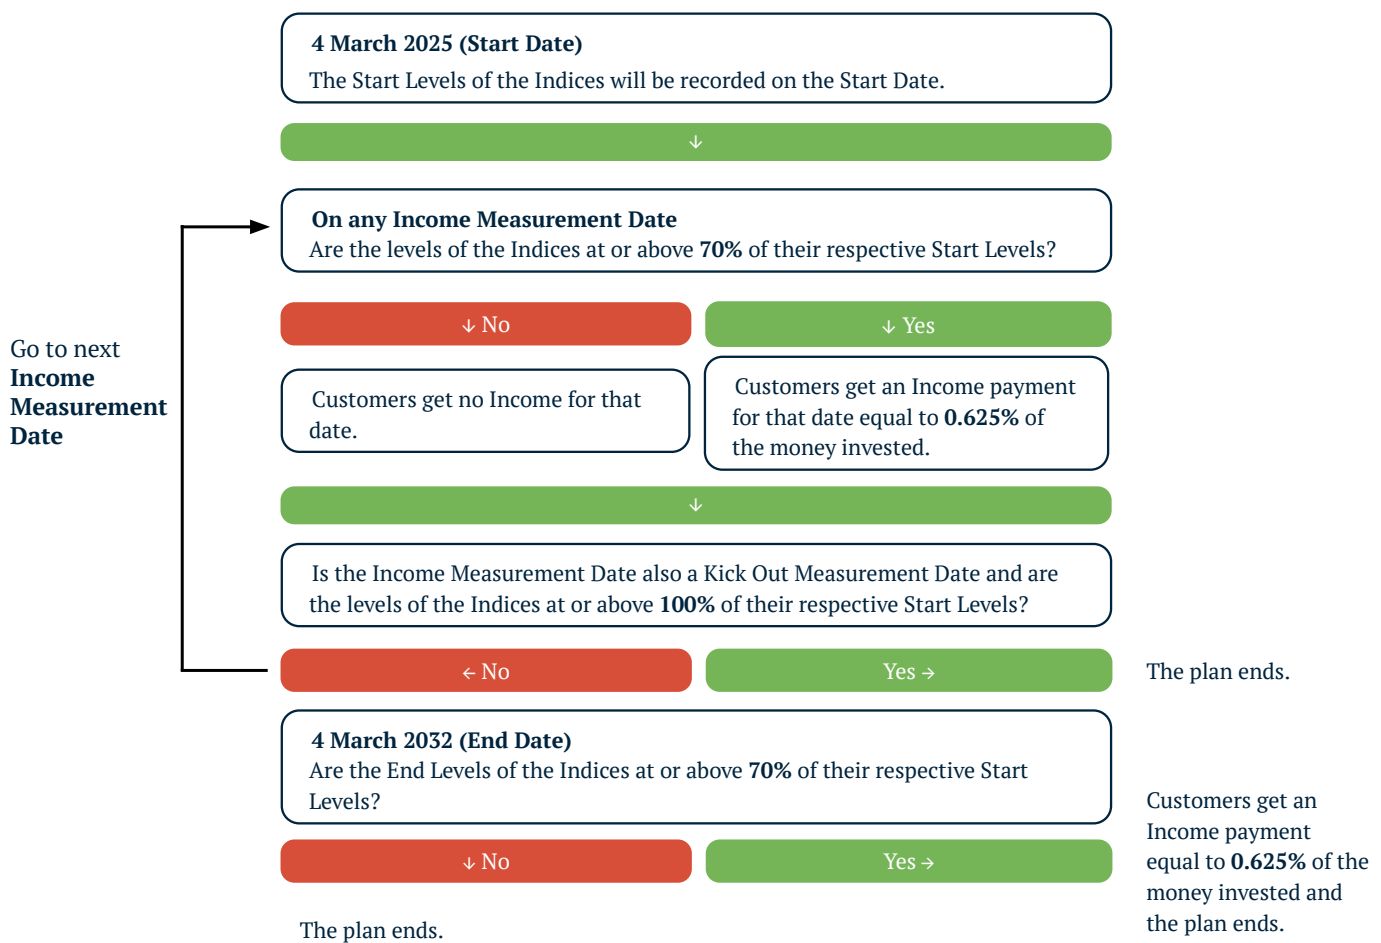 4 March 2025 (Start Date)
The Start Levels of the Indices will be recorded on the Start Date.
↓
On any Income Measurement Date
Are the levels of the Indices at or above 70% of their respective Start Levels?
↓ No
↓ Yes
Go to next
Income
Measurement
Date
Customers get no Income for that
date.
Customers get an Income payment
for that date equal to 0.625% of
the money invested.
↓
Is the Income Measurement Date also a Kick Out Measurement Date and are
the levels of the Indices at or above 100% of their respective Start Levels?
← No
Yes →
The plan ends.
4 March 2032 (End Date)
Are the End Levels of the Indices at or above 70% of their respective Start
Levels?
↓ No
Yes →
Customers get an
Income payment
equal to 0.625% of the
money invested and
the plan ends.
The plan ends.